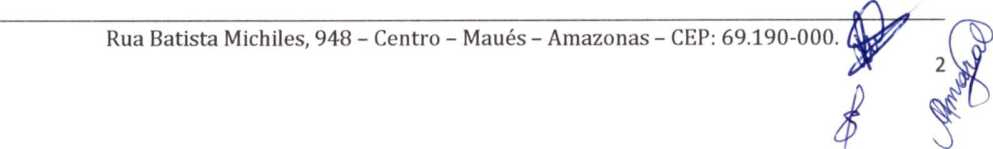 Rua Batista Michiles, 948 – Centro – Maués – Amazonas – CEP: 69.190-000.
2